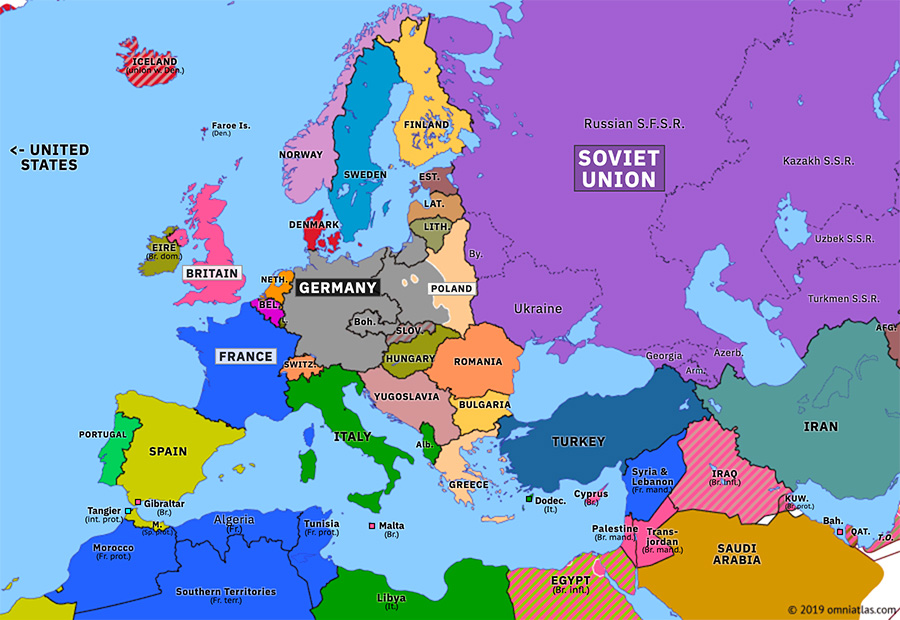 ICELAND
(union w. Den.)
Faroe Is.
(Den.)
<- UNITED
STATES
FINLAND
NORWAY
SWEDEN
Russian S.F.S.R.
SOVIET
UNION
Kazakh S.S.R.
EST.
LAT.
LITH.
DENMARK
EIRE
(Br. dom.)
BRITAIN
By.
Uzbek S.S.R.
NETH.
GERMANY
POLAND
Turkmen S.S.R.
BEL.
L.
Boh.
SLOV.
Ukraine
FRANCE
SWITZ.
HUNGARY
ROMANIA
Georgia
Azerb.
Arm.
AFG.
YUGOSLAVIA
BULGARIA
PORTUGAL
SPAIN
ITALY
Alb.
TURKEY
IRAN
GREECE
Syria &
Lebanon
(Fr. mand.)
IRAQ
(Br. infl.)
Gibraltar
(Br.)
Tangier
(int. prot.)
M.
(Sp. prot.)
Algeria
(Fr.)
Tunisia
(Fr. prot.)
Malta
(Br.)
Dodec.
(It.)
Cyprus
(Br.)
KUW.
(Br. prot.)
Palestine
(Br. mand.)
Trans-
jordan
(Br. mand.)
Bah.
QAT.
T.O.
Morocco
(Fr. prot.)
SAUDI
ARABIA
Southern Territories
(Fr. terr.)
Libya
(It.)
EGYPT
(Br. infl.)
© 2019 omniatlas.com